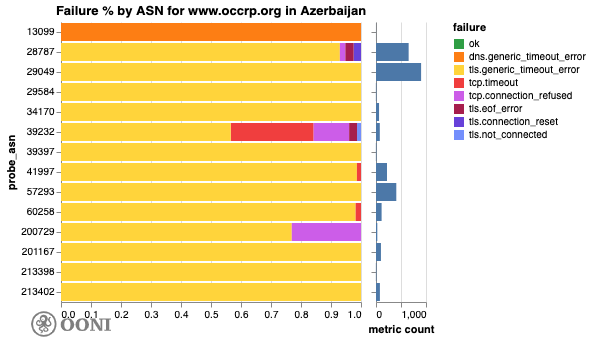 Failure % by ASN for www.occrp.org in Azerbaijan
probe_asn
13099
28787
29049
29584
34170
39232
39397
41997
57293
60258
200729
201167
213398
213402
0.0 0.1 0.2 0.3 0.4 0.5 0.6 0.7 0.8 0.9 1.0
0 1,000
metric count
failure
ok
dns.generic_timeout_error
tls.generic_timeout_error
tcp.timeout
tcp.connection_refused
tls.eof_error
tls.connection_reset
tls.not_connected
OONI